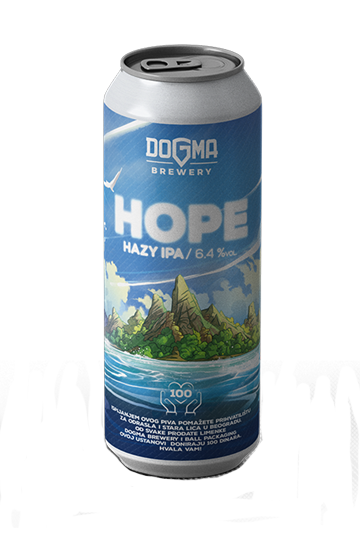 DOGMA
BREWERY
HOPE
HAZY IPA / 6.4 %VOL.
100
ISPIJANJEM OVOG PIVA POMAŽETE PRIHVATILIŠTU
ZA ODRASLA I STARA LICA U BEOGRADU.
OD SVAKE PRODATE LIMENKE
DOGMA BREWERY I BALL PACKAGING
OVOJ USTANOVI DONIRAJU 100 DINARA.
HVALA VAM!